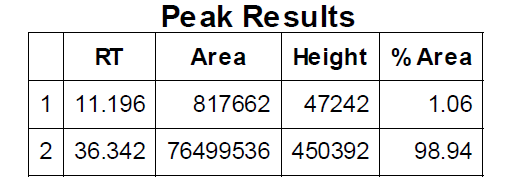 Peak Results
RT Area Height % Area
1 11.196 817662 47242 1.06
2 36.342 76499536 450392 98.94